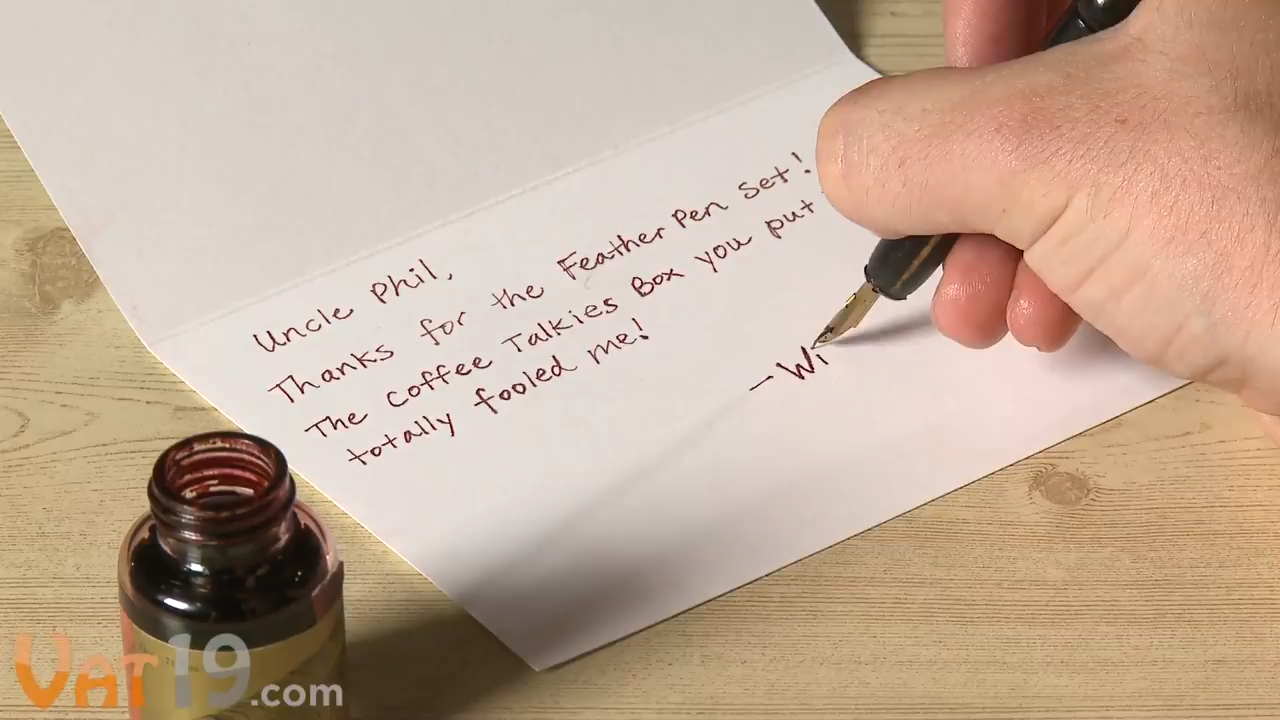 Uncle Phil,
Thanks for the Feather Pen Set!
The Coffee Talkies Box you put
totally fooled me!
- Wi
VAT19.com